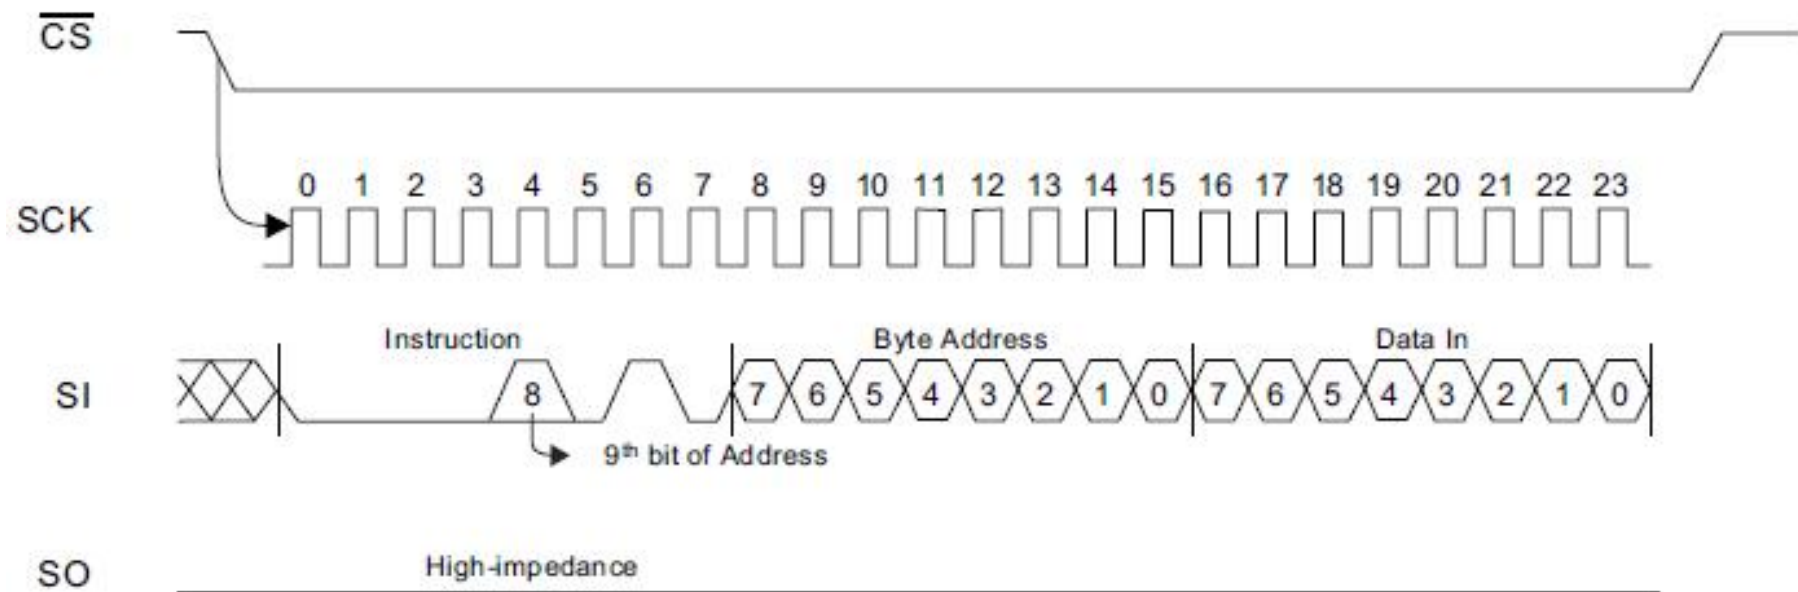 CS
0 1 2 3 4 5 6 7 8 9 10 11 12 13 14 15 16 17 18 19 20 21 22 23
SCK
Instruction Byte Address Data In
SI 8 7 6 5 4 3 2 1 0 7 6 5 4 3 2 1 0
9th bit of Address
High-impedance
SO